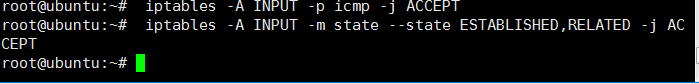 root@ubuntu:~#  iptables -A INPUT -p icmp -j ACCEPT
root@ubuntu:~#  iptables -A INPUT -m state --state ESTABLISHED,RELATED -j AC
CEPT
root@ubuntu:~#